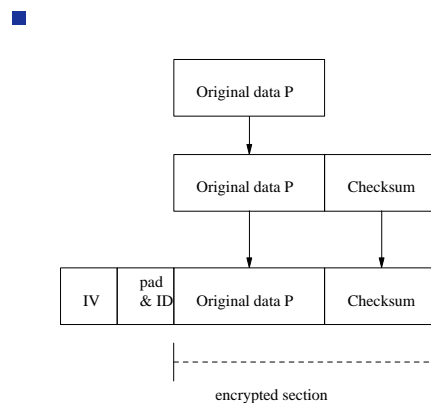 Original data P
Original data P Checksum
IV pad & ID Original data P Checksum
encrypted section